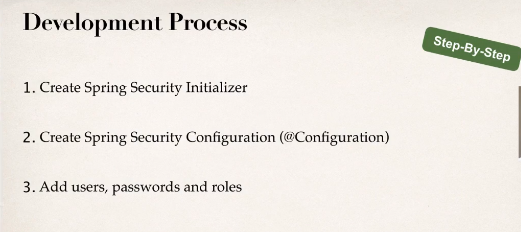 Development Process
Step-By-Step
1. Create Spring Security Initializer
2. Create Spring Security Configuration (@Configuration)
3. Add users, passwords and roles